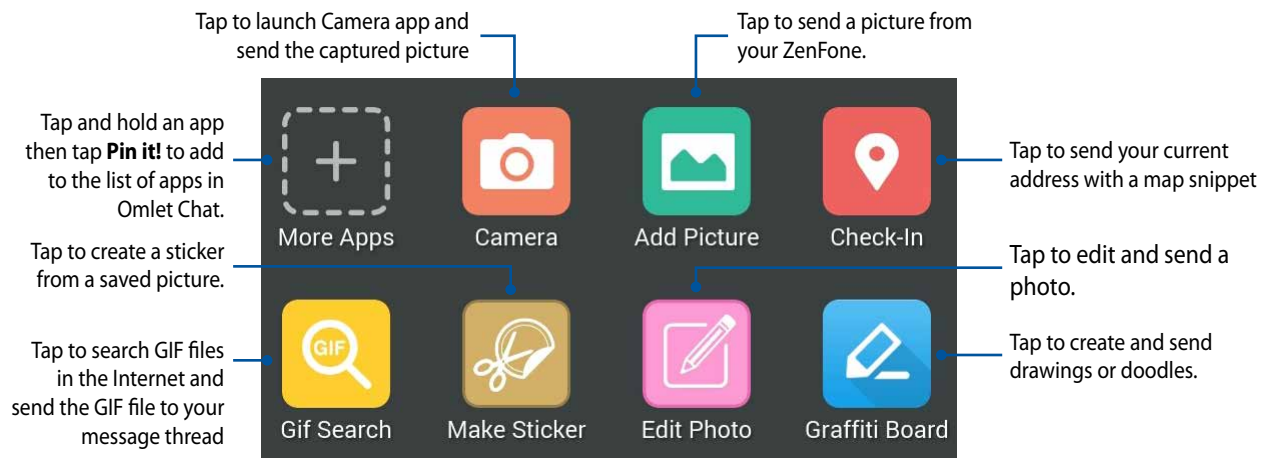 Tap to launch Camera app and
send the captured picture
Tap to send a picture from
your ZenFone.
Tap and hold an app
then tap Pin it! to add
to the list of apps in
Omlet Chat.
Tap to send your current
address with a map snippet
More Apps
Camera
Add Picture
Check-In
Tap to create a sticker
from a saved picture.
Tap to edit and send a
photo.
GIF
Tap to search GIF files
in the Internet and
send the GIF file to your
message thread
Tap to create and send
drawings or doodles.
Gif Search
Make Sticker
Edit Photo
Graffiti Board